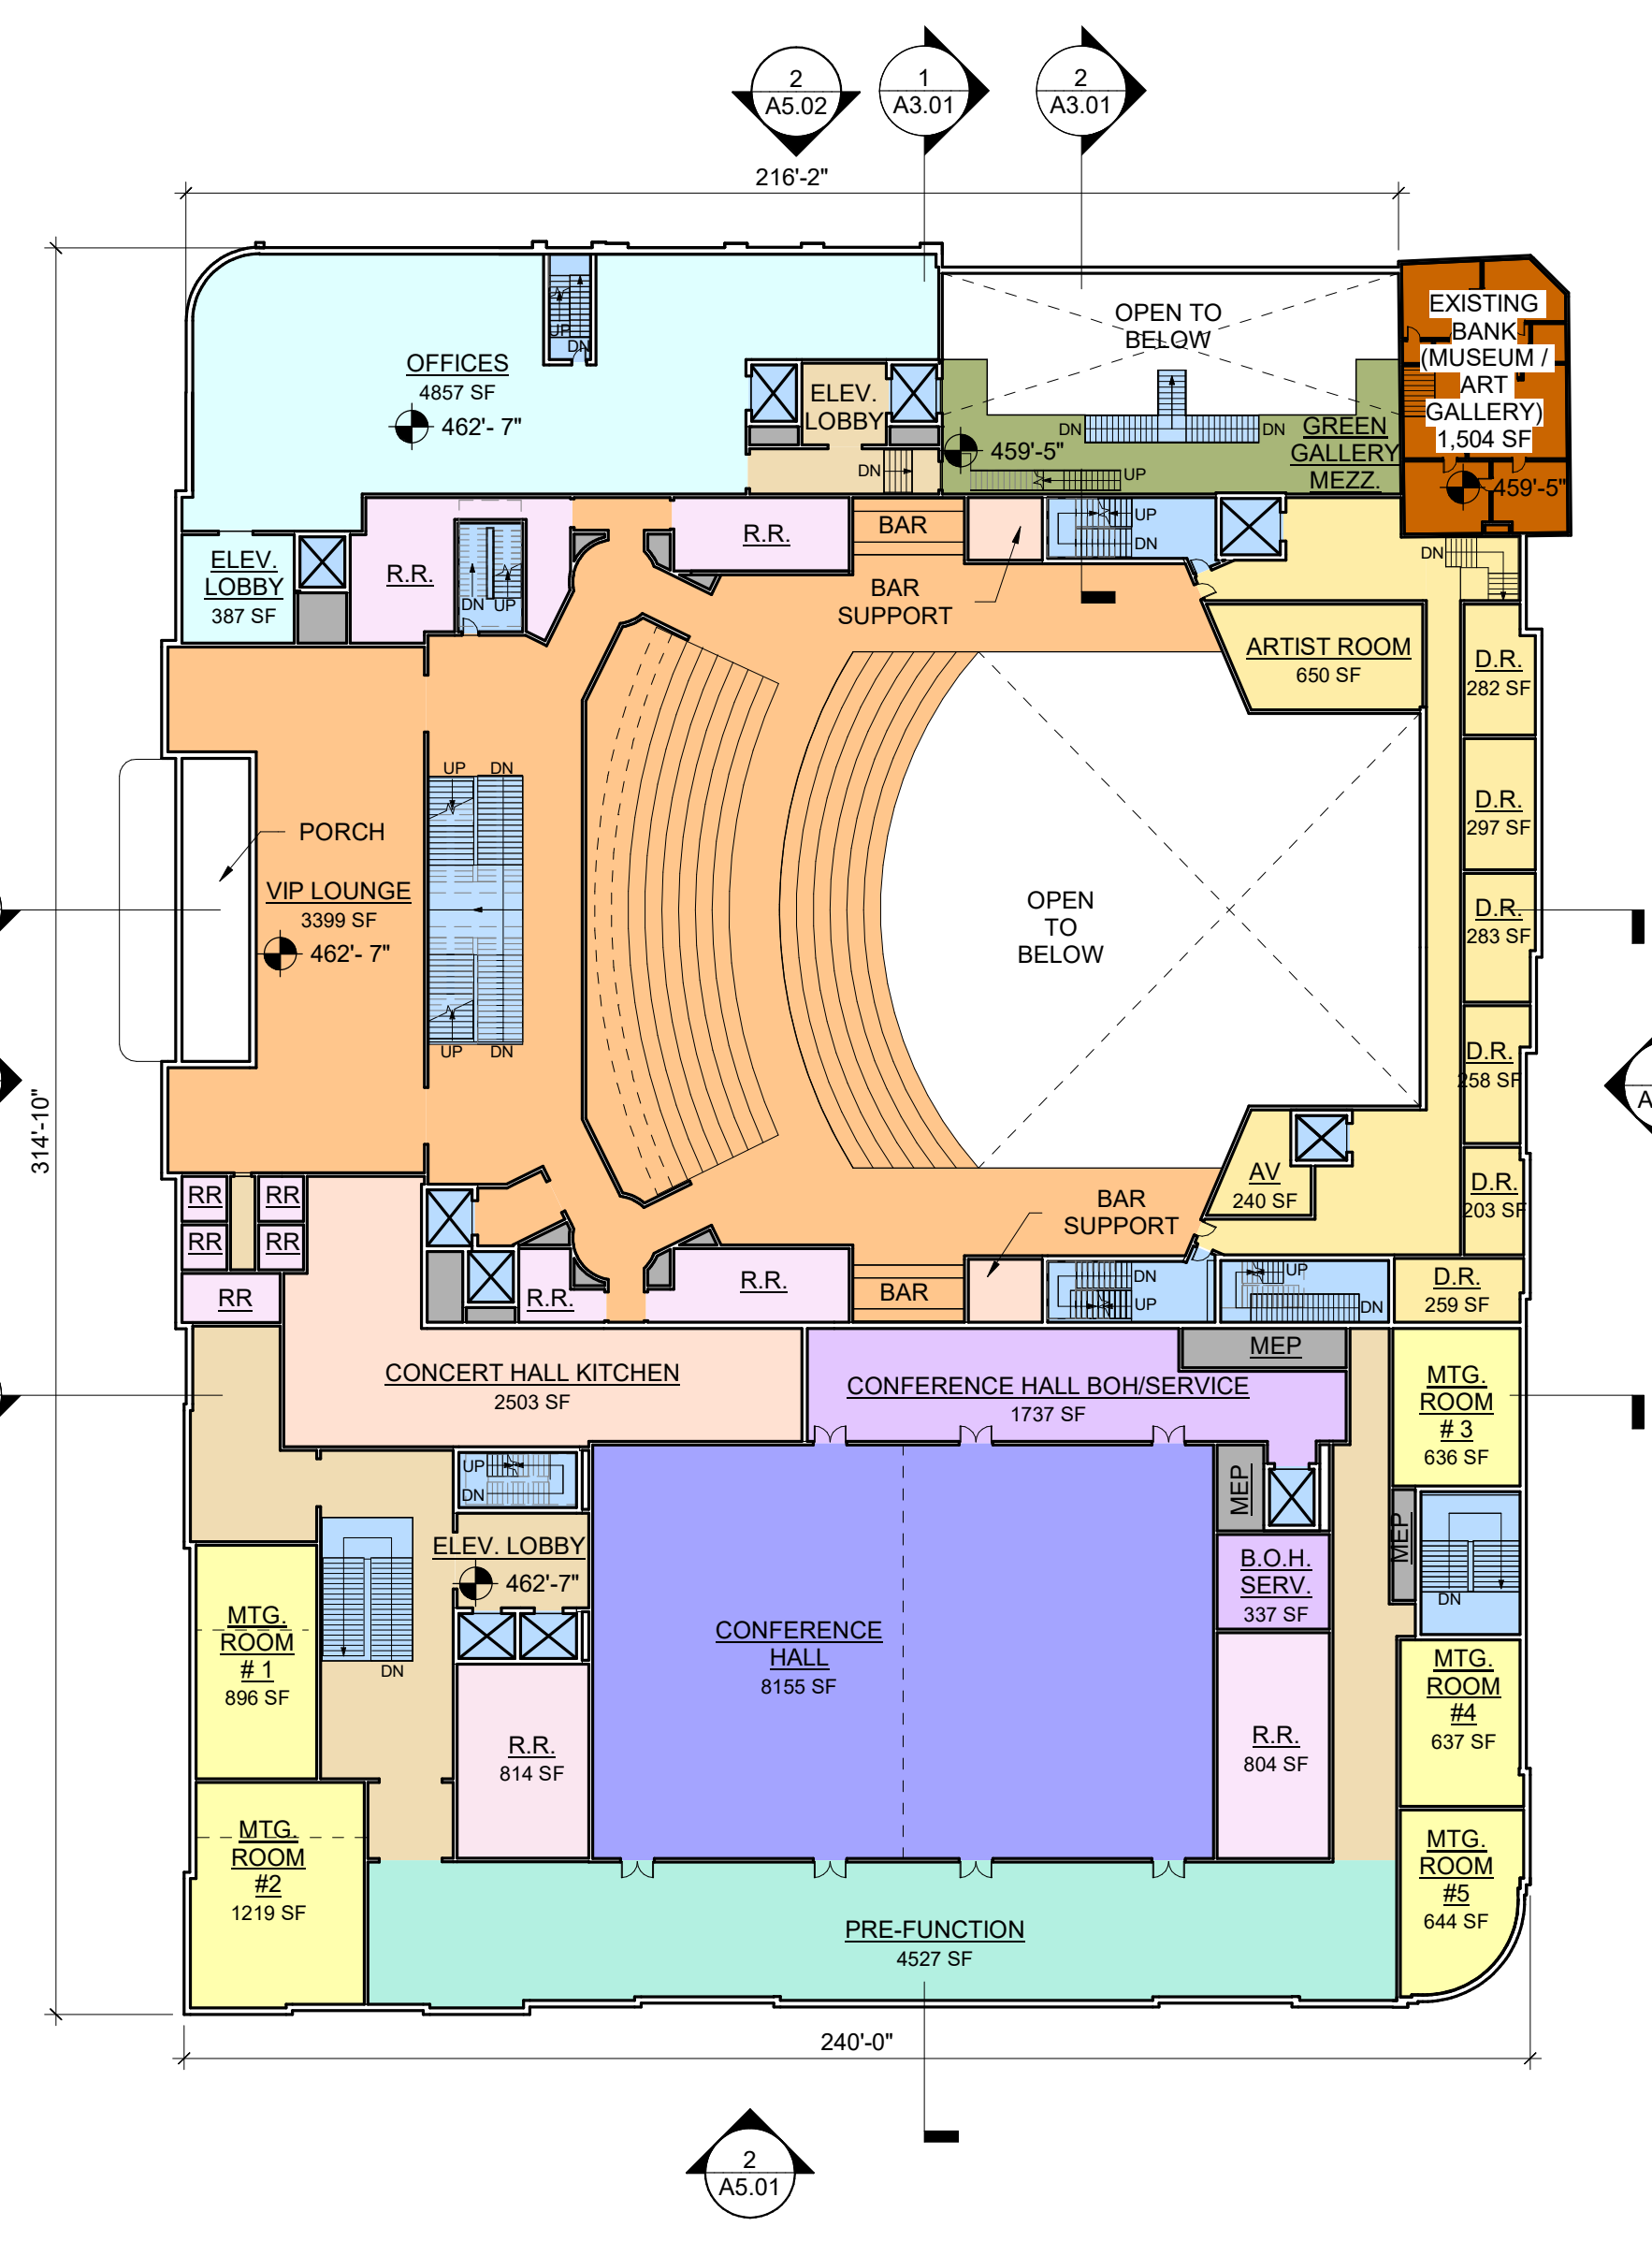 2
A5.02
1
A3.01
2
A3.01
216'-2"
314'-10"
OFFICES
4857 SF
462'- 7"
UP
DN
ELEV.
LOBBY
DN
OPEN TO
BELOW
DN
DN
GREEN
GALLERY
MEZZ.
459'-5"
UP
EXISTING
BANK
(MUSEUM /
ART
GALLERY)
1,504 SF
459'-5"
ELEV.
LOBBY
387 SF
R.R.
DN
UP
R.R.
BAR
BAR
SUPPORT
UP
DN
DN
ARTIST ROOM
650 SF
D.R.
282 SF
D.R.
297 SF
D.R.
283 SF
D.R.
258 SF
D.R.
203 SF
D.R.
259 SF
PORCH
VIP LOUNGE
3399 SF
462'- 7"
UP
DN
UP
DN
OPEN
TO
BELOW
AV
240 SF
BAR
SUPPORT
RR
RR
RR
RR
RR
R.R.
R.R.
BAR
DN
UP
UP
DN
CONCERT HALL KITCHEN
2503 SF
CONFERENCE HALL BOH/SERVICE
1737 SF
MEP
MTG.
ROOM
# 3
636 SF
UP
DN
MEP
MEP
DN
ELEV. LOBBY
462'-7"
B.O.H.
SERV.
337 SF
MTG.
ROOM
# 1
896 SF
DN
CONFERENCE
HALL
8155 SF
MTG.
ROOM
#4
637 SF
R.R.
814 SF
R.R.
804 SF
MTG.
ROOM
#2
1219 SF
MTG.
ROOM
#5
644 SF
PRE-FUNCTION
4527 SF
240'-0"
2
A5.01
A